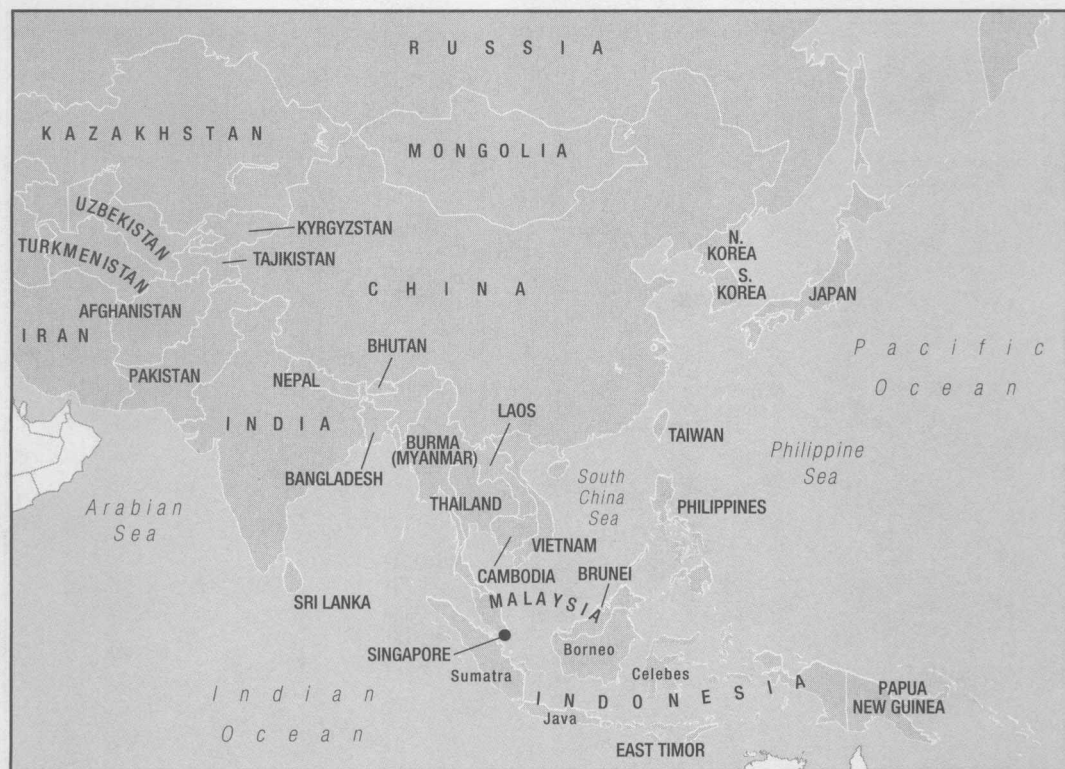 RUSSIA
KAZAKHSTAN
MONGOLIA
UZBEKISTAN
KYRGYZSTAN
TURKMENISTAN
TAJIKISTAN
N.
KOREA
S.
KOREA
JAPAN
CHINA
AFGHANISTAN
IRAN
BHUTAN
Pacific
Ocean
PAKISTAN
NEPAL
INDIA
LAOS
BURMA
(MYANMAR)
TAIWAN
BANGLADESH
Philippine
Sea
South
China
Sea
Arabian
Sea
THAILAND
PHILIPPINES
VIETNAM
CAMBODIA
BRUNEI
SRI LANKA
MALAYSIA
SINGAPORE
Borneo
Sumatra
Celebes
INDONESIA
PAPUA
NEW GUINEA
Indian
Ocean
Java
EAST TIMOR